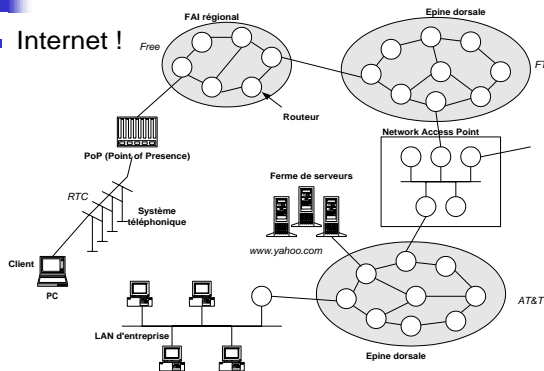 Internet !
FAI régional
Free
Epine dorsale
FT
Routeur
Network Access Point
PoP (Point of Presence)
Ferme de serveurs
RTC
Système
téléphonique
www.yahoo.com
Client
PC
AT&T
LAN d'entreprise
Epine dorsale